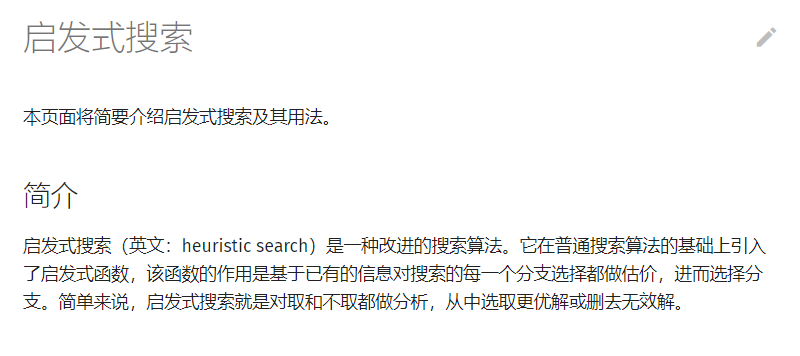 启发式搜索
本页面将简要介绍启发式搜索及其用法。
简介
启发式搜索（英文：heuristic search）是一种改进的搜索算法。它在普通搜索算法的基础上引入
了启发式函数，该函数的作用是基于已有的信息对搜索的每一个分支选择都做估价，进而选择分
支。简单来说，启发式搜索就是对取和不取都做分析，从中选取更优解或删去无效解。